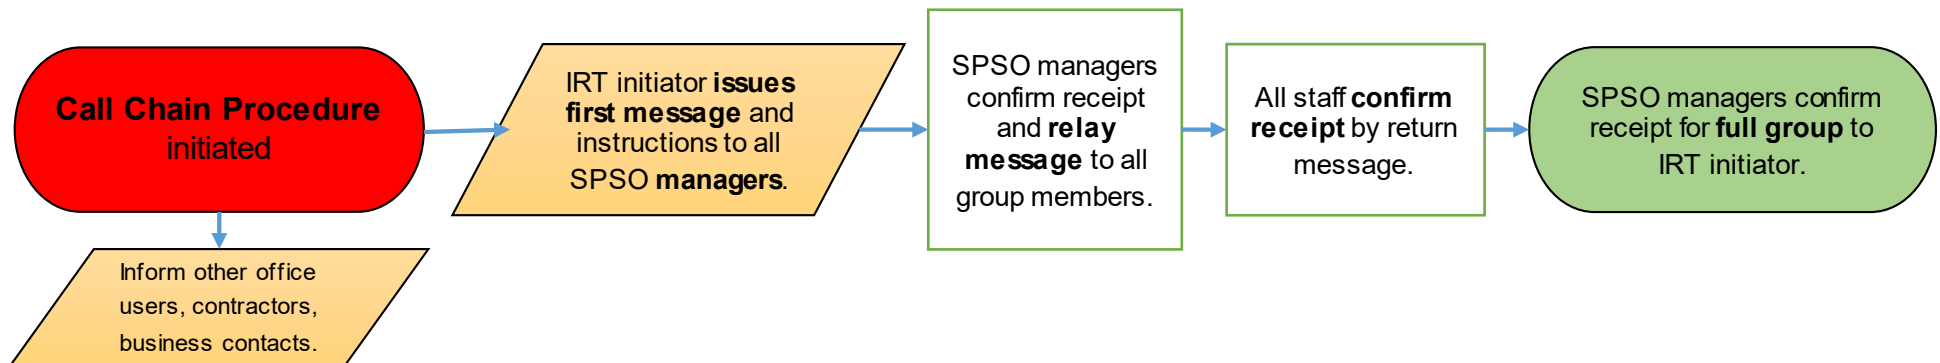 Call Chain Procedure
initiated
IRT initiator issues
first message and
instructions to all
SPSO managers.
SPSO managers
confirm receipt
and relay
message to all
group members.
All staff confirm
receipt by return
message.
SPSO managers confirm
receipt for full group to
IRT initiator.
Inform other office
users, contractors,
business contacts.